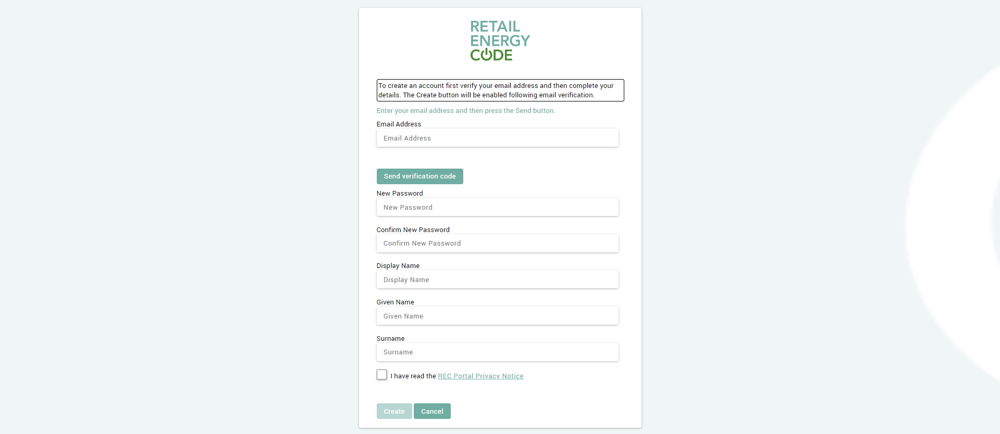 RETAIL
ENERGY
CODE
To create an account first verify your email address and then complete your
details. The Create button will be enabled following email verification.
Enter your email address and then press the Send button.
Email Address
Email Address
Send verification code
New Password
New Password
Confirm New Password
Confirm New Password
Display Name
Display Name
Given Name
Given Name
Surname
Surname
I have read the REC Portal Privacy Notice
Create Cancel